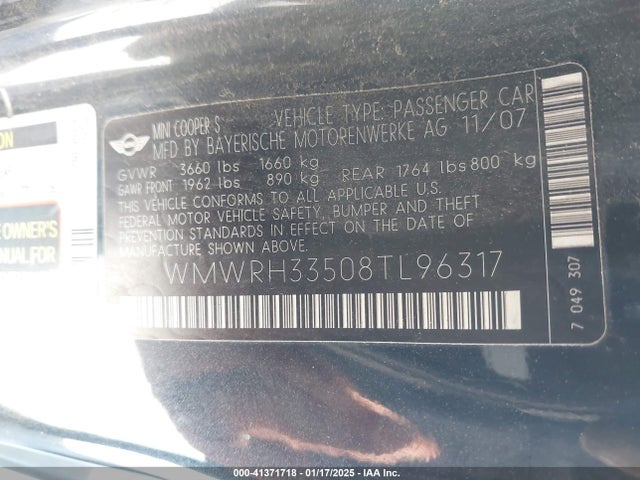 ON
E OWNER'S
ANUAL FOR
MINI COOPER S VEHICLE TYPE: PASSENGER CAR
MFD BY BAYERISCHE MOTORENWERKE AG 11/07
GVWR 3660 lbs 1660 kg
GAWR FRONT 1962 lbs 890 kg REAR 1764 lbs 800 kg
THIS VEHICLE CONFORMS TO ALL APPLICABLE U.S.
FEDERAL MOTOR VEHICLE SAFETY, BUMPER AND THEFT
PREVENTION STANDARDS IN EFFECT ON THE DATE OF
MANUFACTURE SHOWN ABOVE.
WMWRH33508TL96317
7 049 307
000-41371718 - 01/17/2025 - IAA Inc.